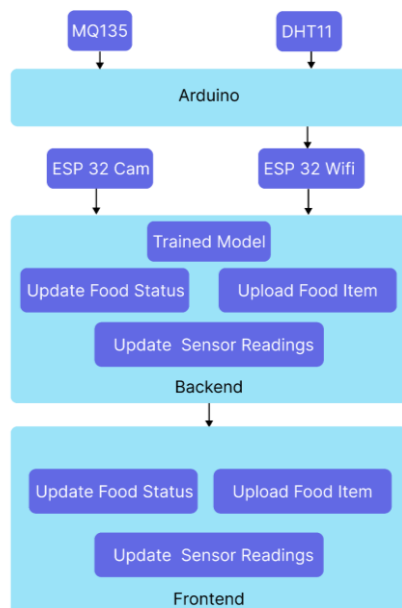 MQ135
DHT11
Arduino
ESP 32 Cam
ESP 32 Wifi
Trained Model
Update Food Status
Upload Food Item
Update Sensor Readings
Backend
Update Food Status
Upload Food Item
Update Sensor Readings
Frontend